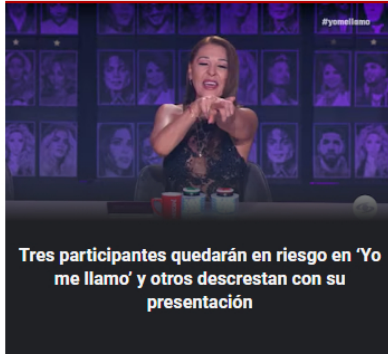 #yomellamo
Tres participantes quedarán en riesgo en ‘Yo
me llamo’ y otros descrestan con su
presentación